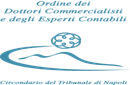 Ordine dei
Dottori Commercialisti
e degli Esperti Contabili
Circondario del Tribunale di Napoli